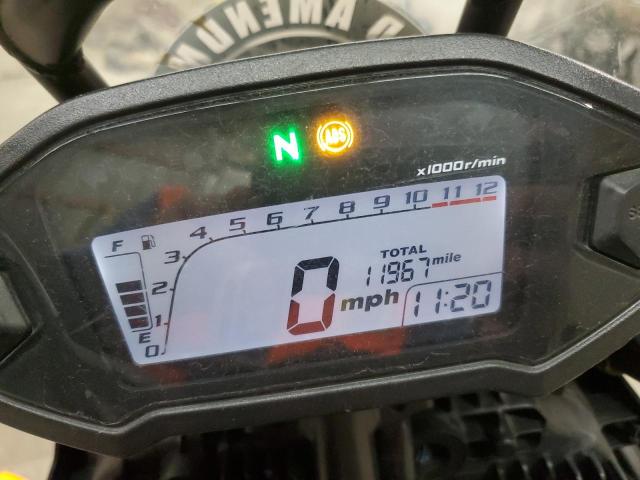 D AMENDM
N
ABS
x1000r/min
4 5 6 7 8 9 10 11 12
F
3
TOTAL
11967 mile
2
0 mph
11:20
1
E
0